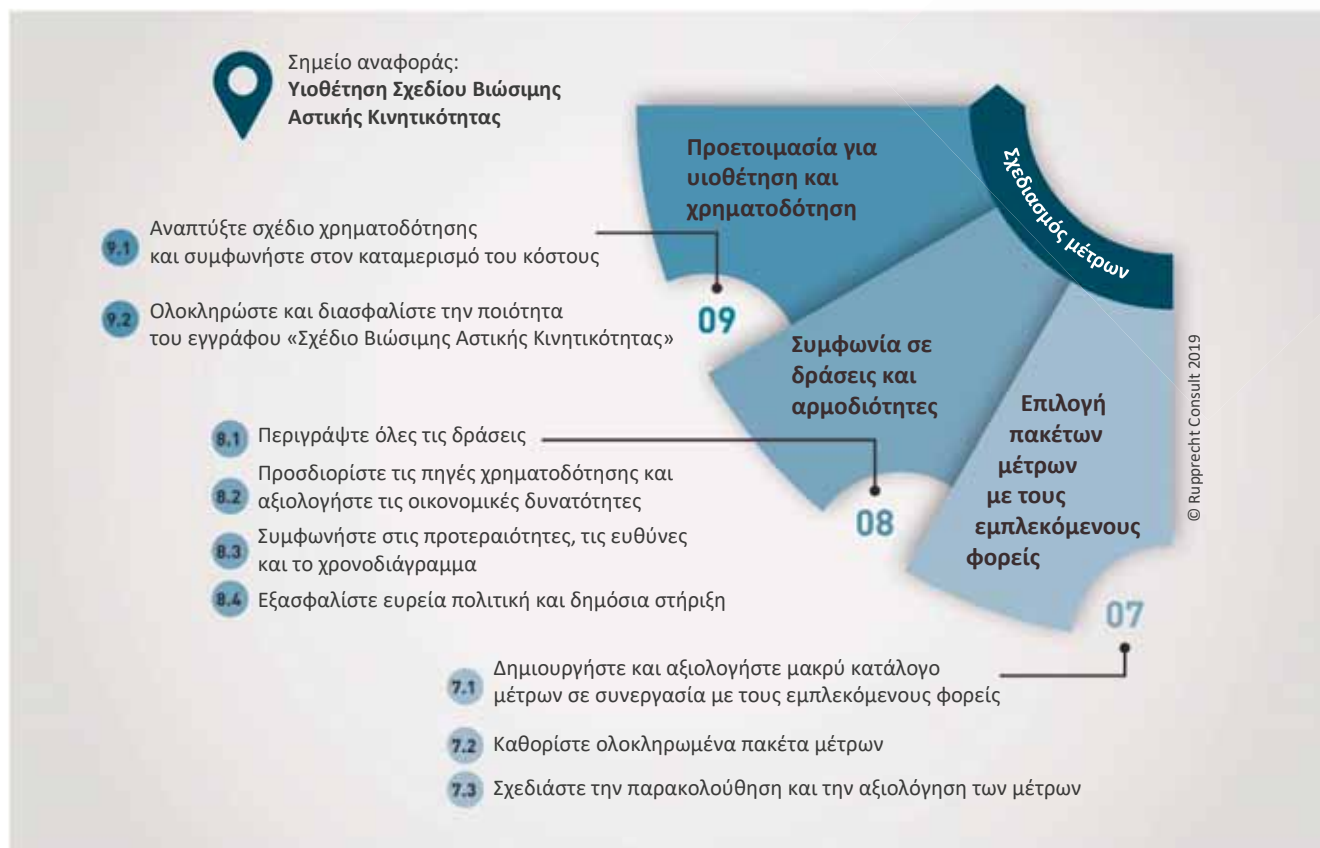 Σημείο αναφοράς:
Υιοθέτηση Σχεδίου Βιώσιμης
Αστικής Κινητικότητας
Προετοιμασία για
υιοθέτηση και
χρηματοδότηση
Σχεδιασμός μέτρων
9.1 Αναπτύξτε σχέδιο χρηματοδότησης
και συμφωνήστε στον καταμερισμό του κόστους
9.2 Ολοκληρώστε και διασφαλίστε την ποιότητα
του εγγράφου «Σχέδιο Βιώσιμης Αστικής Κινητικότητας»
09
Συμφωνία σε
δράσεις και
αρμοδιότητες
8.1 Περιγράψτε όλες τις δράσεις
8.2 Προσδιορίστε τις πηγές χρηματοδότησης και
αξιολογήστε τις οικονομικές δυνατότητες
8.3 Συμφωνήστε στις προτεραιότητες, τις ευθύνες
και το χρονοδιάγραμμα
8.4 Εξασφαλίστε ευρεία πολιτική και δημόσια στήριξη
08
Επιλογή
πακέτων
μέτρων
με τους
εμπλεκόμενους
φορείς
07
7.1 Δημιουργήστε και αξιολογήστε μακρύ κατάλογο
μέτρων σε συνεργασία με τους εμπλεκόμενους φορείς
7.2 Καθορίστε ολοκληρωμένα πακέτα μέτρων
7.3 Σχεδιάστε την παρακολούθηση και την αξιολόγηση των μέτρων
© Rupprecht Consult 2019